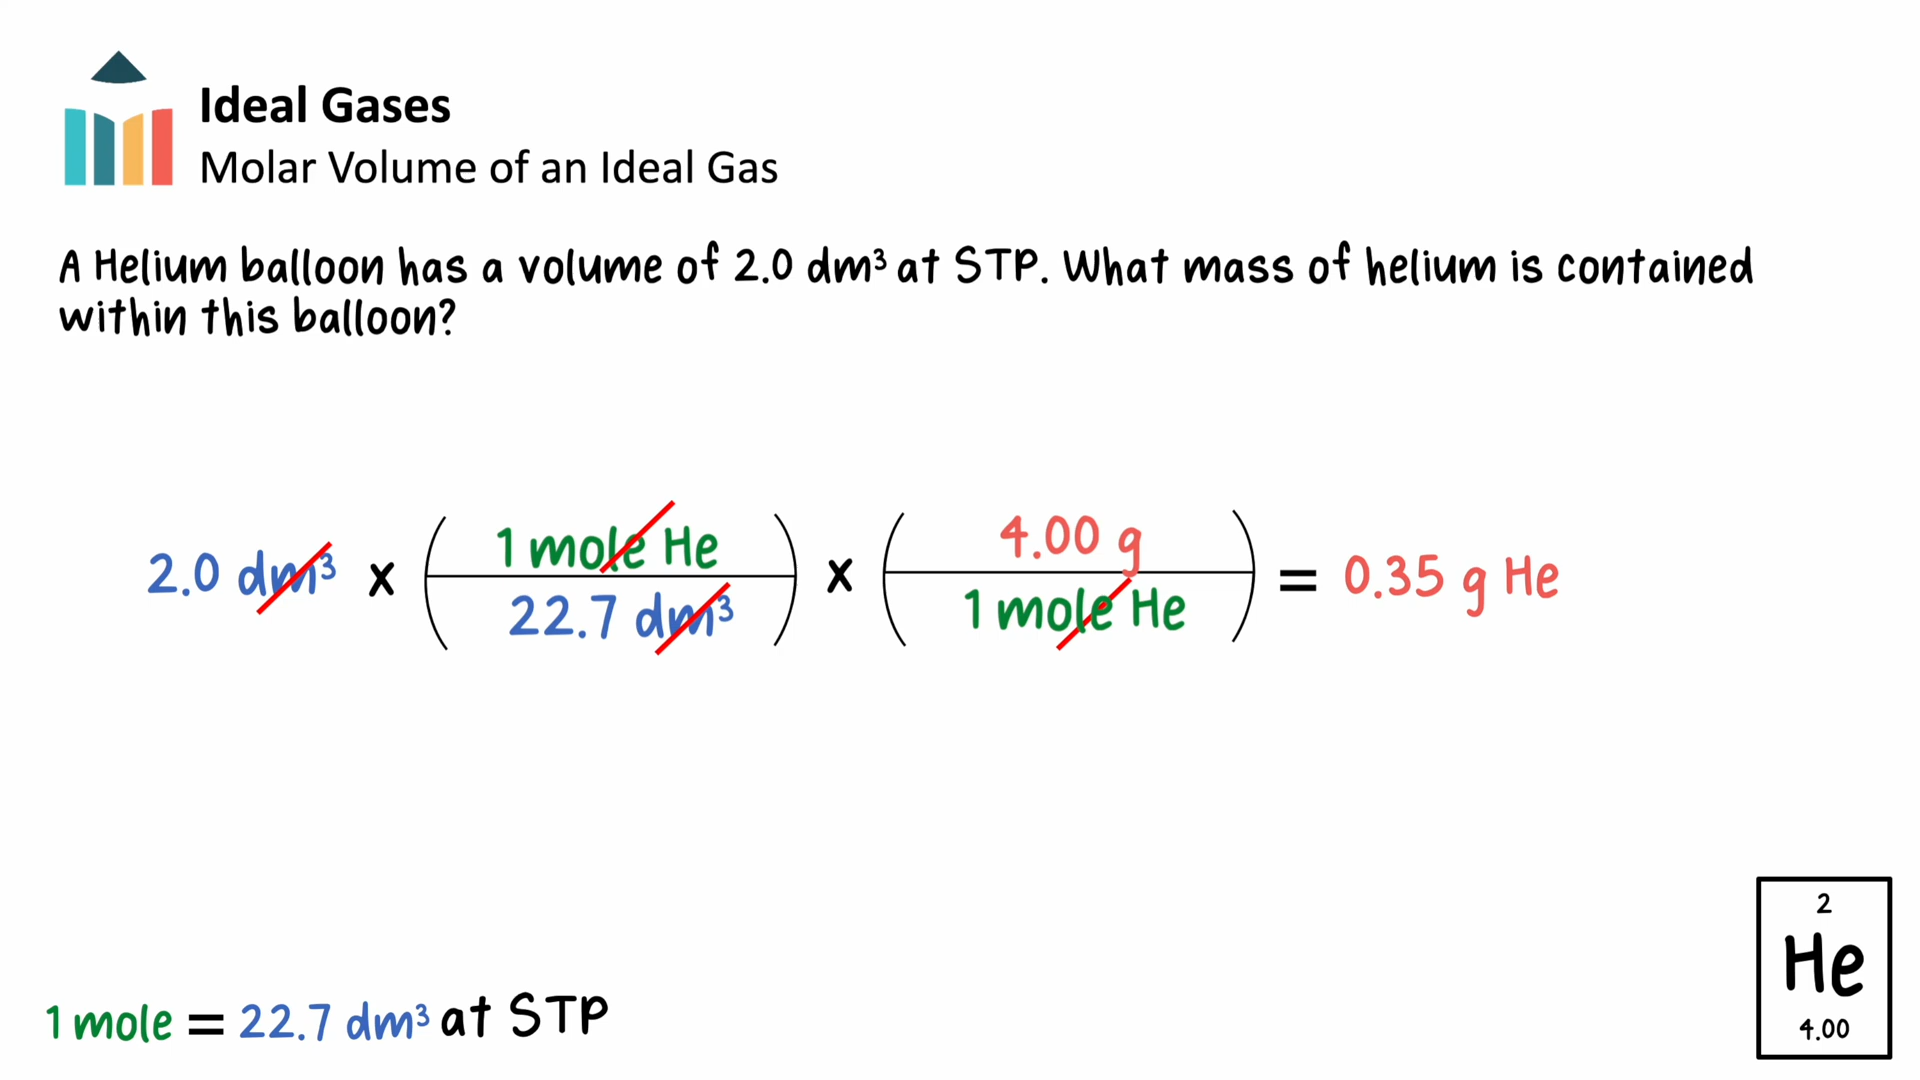 Ideal Gases
Molar Volume of an Ideal Gas
A Helium balloon has a volume of 2.0 dm³ at STP. What mass of helium is contained
within this balloon?
2.0 dm³ x ( 1 mole He / 22.7 dm³ ) x ( 4.00 g / 1 mole He ) = 0.35 g He
2
He
4.00
1 mole = 22.7 dm³ at STP